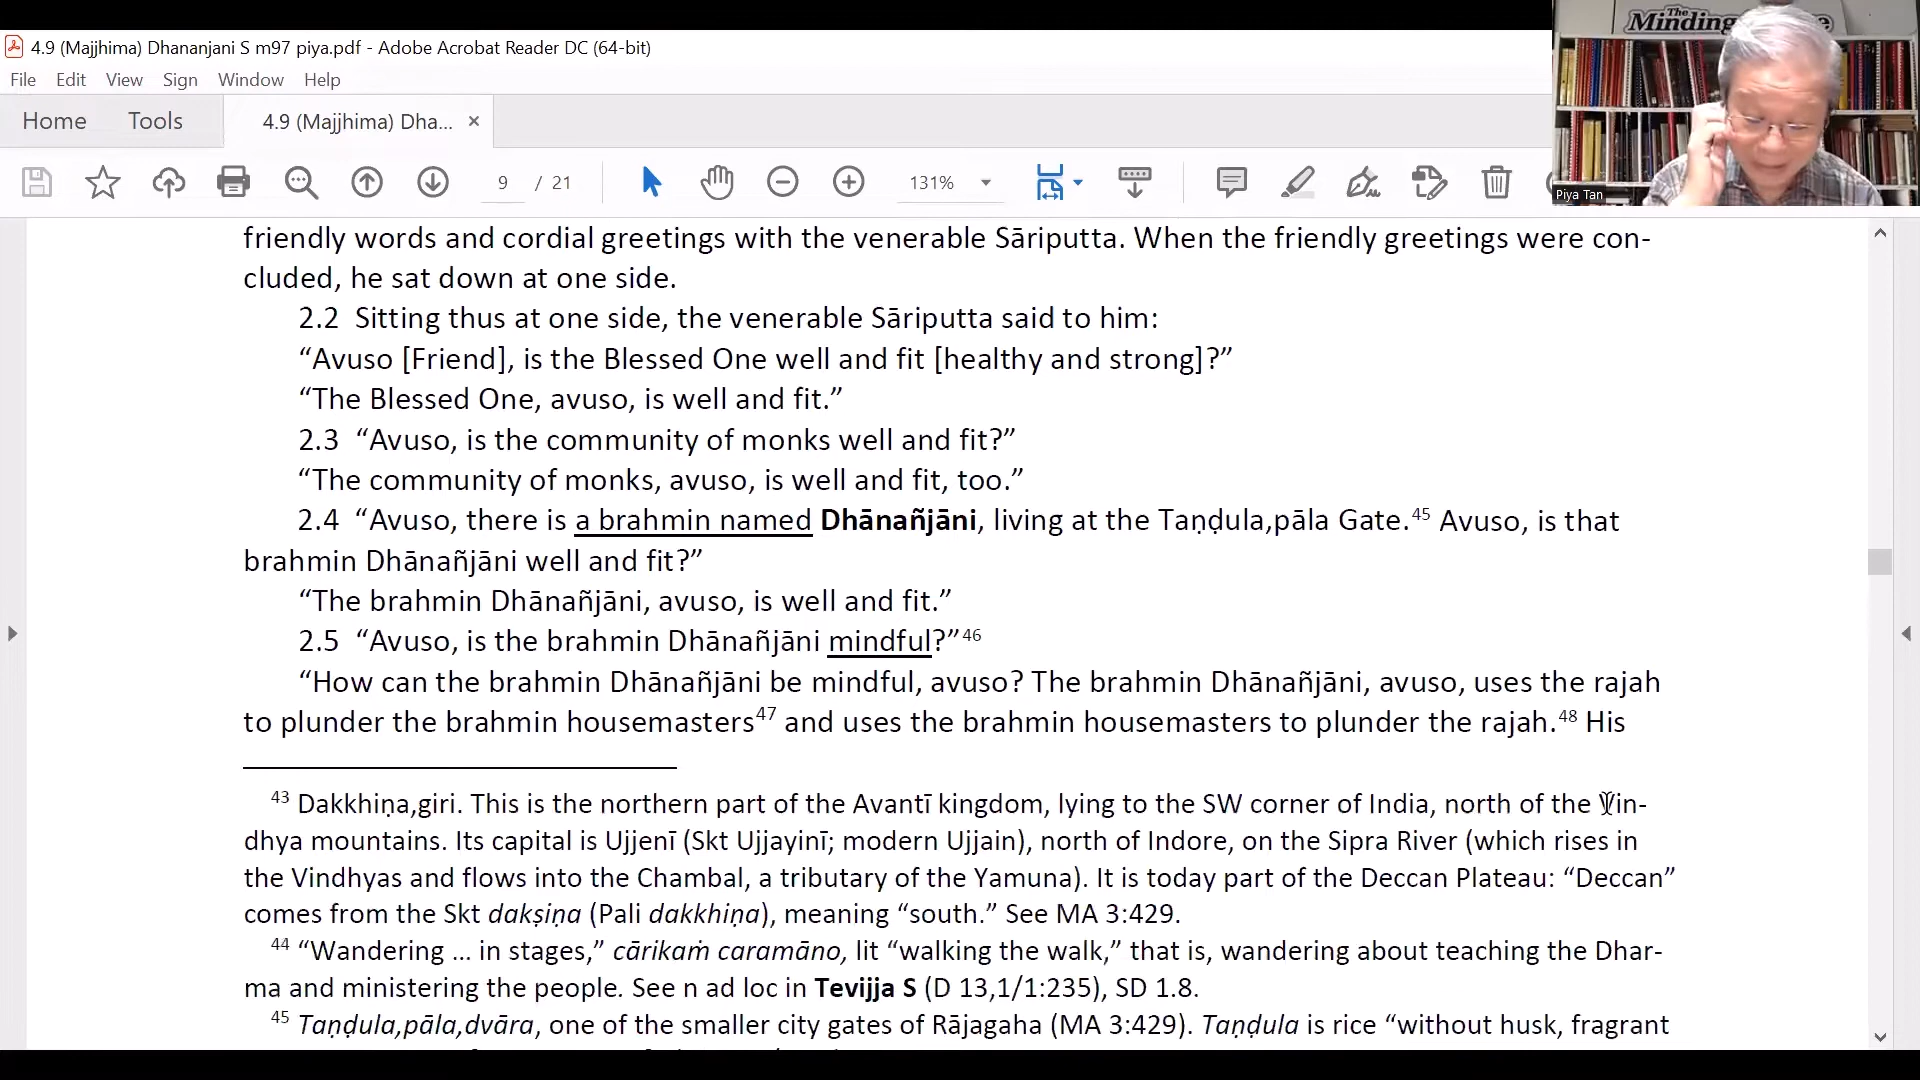 4.9 (Majjhima) Dhananjani S m97 piya.pdf - Adobe Acrobat Reader DC (64-bit)
The
Minding
File Edit View Sign Window Help
Home Tools 4.9 (Majjhima) Dha... ×
9 / 21 131%
Piya Tan
friendly words and cordial greetings with the venerable Sāriputta. When the friendly greetings were con-
cluded, he sat down at one side.
2.2 Sitting thus at one side, the venerable Sāriputta said to him:
“Avuso [Friend], is the Blessed One well and fit [healthy and strong]?”
“The Blessed One, avuso, is well and fit.”
2.3 “Avuso, is the community of monks well and fit?”
“The community of monks, avuso, is well and fit, too.”
2.4 “Avuso, there is a brahmin named Dhānañjāni, living at the Taṇḍula,pāla Gate.45 Avuso, is that
brahmin Dhānañjāni well and fit?”
“The brahmin Dhānañjāni, avuso, is well and fit.”
2.5 “Avuso, is the brahmin Dhānañjāni mindful?”46
“How can the brahmin Dhānañjāni be mindful, avuso? The brahmin Dhānañjāni, avuso, uses the rajah
to plunder the brahmin housemasters47 and uses the brahmin housemasters to plunder the rajah.48 His
43 Dakkhiṇa,giri. This is the northern part of the Avantī kingdom, lying to the SW corner of India, north of the Vin-
dhya mountains. Its capital is Ujjenī (Skt Ujjayinī; modern Ujjain), north of Indore, on the Sipra River (which rises in
the Vindhyas and flows into the Chambal, a tributary of the Yamuna). It is today part of the Deccan Plateau: “Deccan”
comes from the Skt dakṣiṇa (Pali dakkhiṇa), meaning “south.” See MA 3:429.
44 “Wandering … in stages,” cārikaṁ caramāno, lit “walking the walk,” that is, wandering about teaching the Dhar-
ma and ministering the people. See n ad loc in Tevijja S (D 13,1/1:235), SD 1.8.
45 Taṇḍula,pāla,dvāra, one of the smaller city gates of Rājagaha (MA 3:429). Taṇḍula is rice “without husk, fragrant